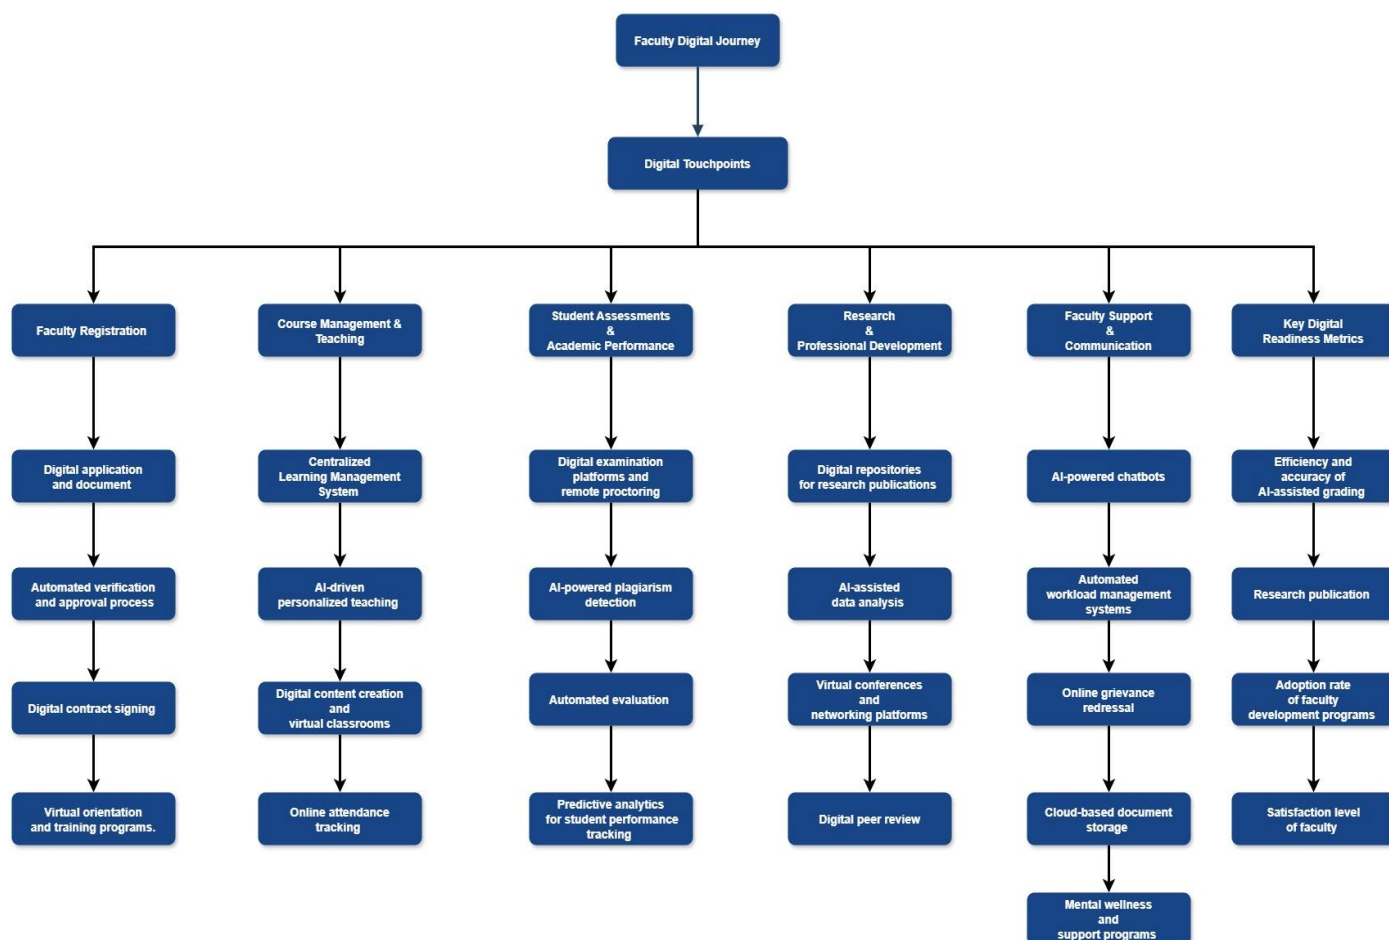 Faculty Digital Journey
Digital Touchpoints
Faculty Registration
Course Management &
Teaching
Student Assessments
&
Academic Performance
Research
&
Professional Development
Faculty Support
&
Communication
Key Digital
Readiness Metrics
Digital application
and document
Centralized
Learning Management
System
Digital examination
platforms and
remote proctoring
Digital repositories
for research publications
AI-powered chatbots
Efficiency and
accuracy of
AI-assisted grading
Automated verification
and approval process
AI-driven
personalized teaching
AI-powered plagiarism
detection
AI-assisted
data analysis
Automated
workload management
systems
Research publication
Digital contract signing
Digital content creation
and
virtual classrooms
Automated evaluation
Virtual conferences
and
networking platforms
Online grievance
redressal
Adoption rate
of faculty
development programs
Virtual orientation
and training programs.
Online attendance
tracking
Predictive analytics
for student performance
tracking
Digital peer review
Cloud-based document
storage
Satisfaction level
of faculty
Mental wellness
and
support programs